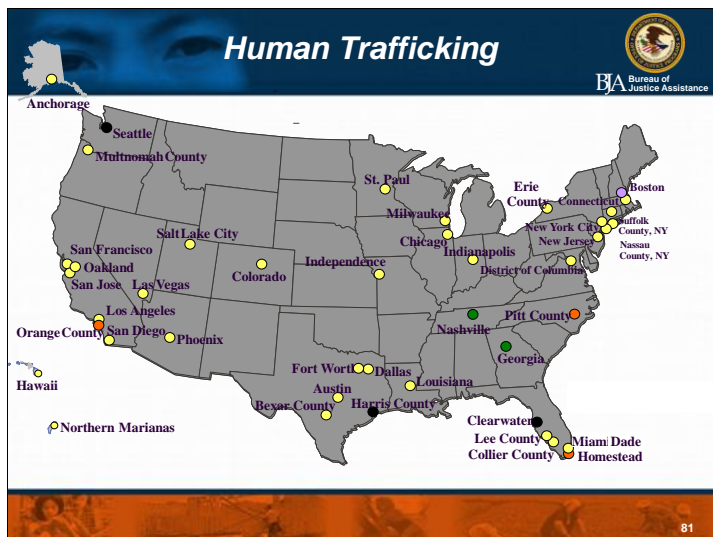 Human Trafficking
BJA Bureau of
Justice Assistance
Anchorage
Seattle
Multnomah County
St. Paul
Erie
County
Boston
Connecticut
Milwaukee
Suffolk
County, NY
New York City
Salt Lake City
Chicago
New Jersey
San Francisco
Indianapolis
Nassau
County, NY
Oakland
Independence
District of Columbia
Colorado
San Jose
Las Vegas
Los Angeles
Pitt County
Orange County
San Diego
Phoenix
Nashville
Georgia
Fort Worth
Dallas
Louisiana
Hawaii
Austin
Bexar County
Harris County
Clearwater
Northern Marianas
Lee County
Miami Dade
Collier County
Homestead
81